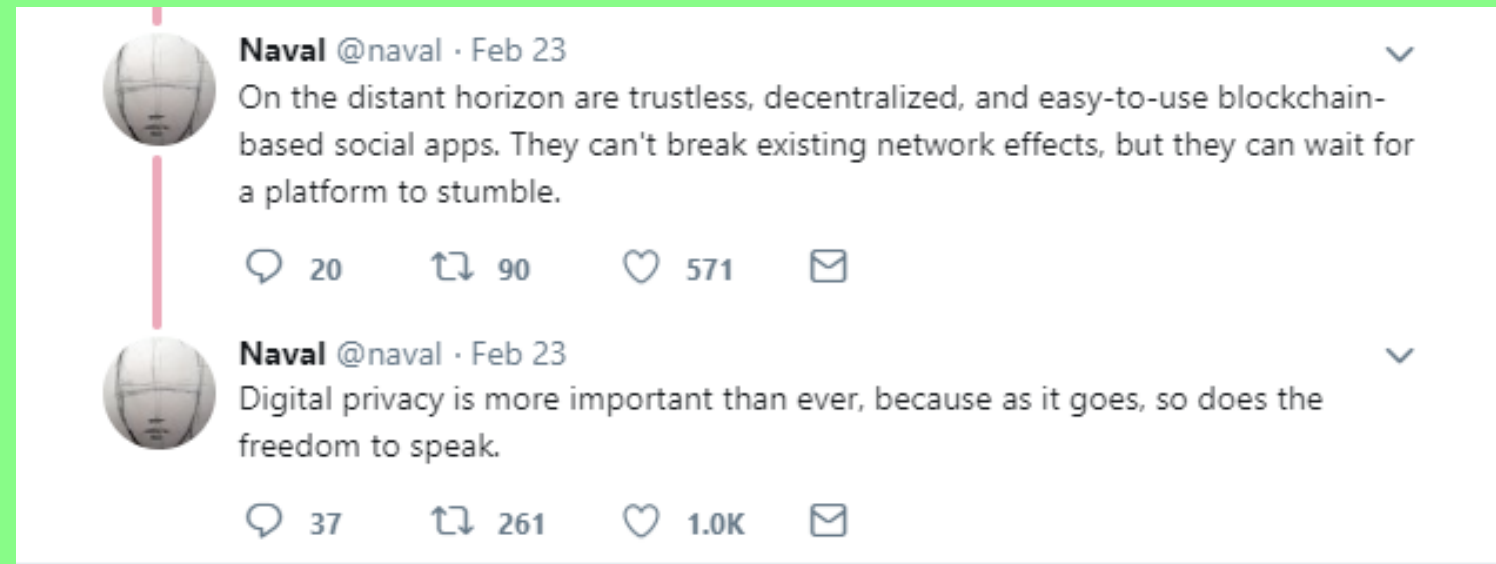 Naval @naval · Feb 23
On the distant horizon are trustless, decentralized, and easy-to-use blockchain-
based social apps. They can't break existing network effects, but they can wait for
a platform to stumble.
20 90 571
Naval @naval · Feb 23
Digital privacy is more important than ever, because as it goes, so does the
freedom to speak.
37 261 1.0K